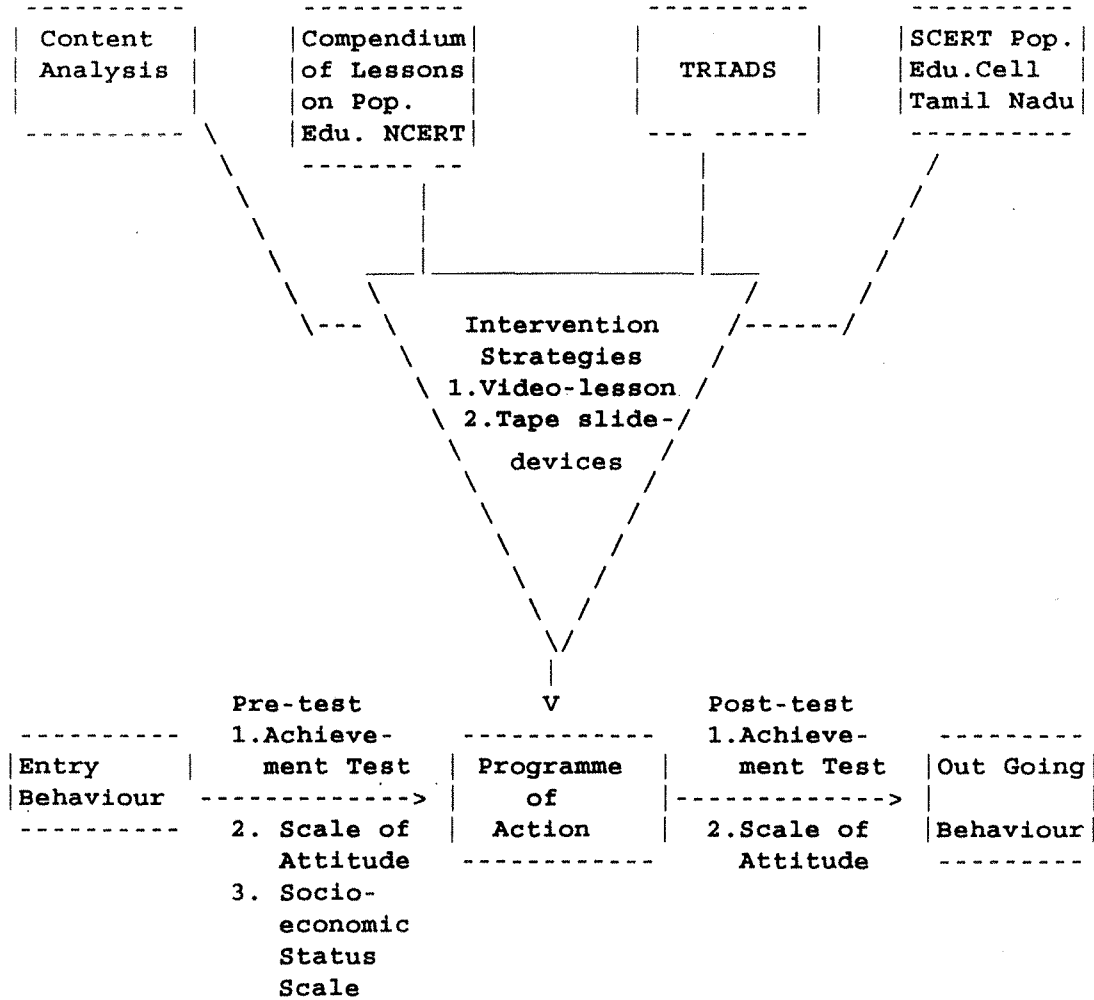 Content
Analysis
Compendium
of Lessons
on Pop.
Edu. NCERT
TRIADS
SCERT Pop.
Edu.Cell
Tamil Nadu
Intervention
Strategies
1.Video-lesson
2.Tape slide-
devices
Pre-test
1.Achieve-
ment Test
2. Scale of
Attitude
3. Socio-
economic
Status
Scale
V
Post-test
1.Achieve-
ment Test
2.Scale of
Attitude
Entry
Behaviour
Programme
of
Action
Out Going
Behaviour